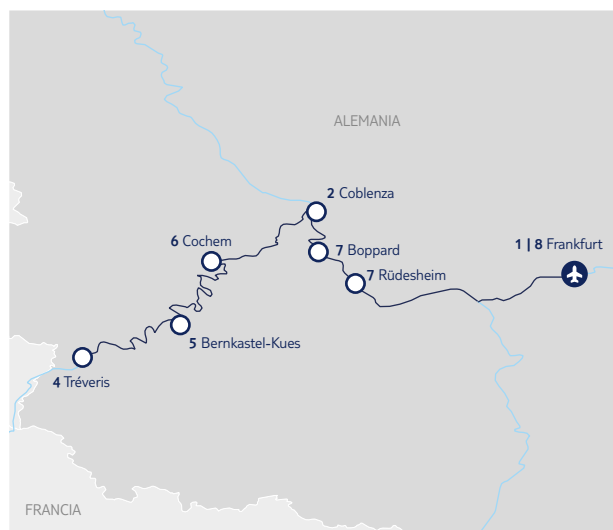 ALEMANIA
2 Coblenza
6 Cochem
7 Boppard
1 | 8 Frankfurt
7 Rüdesheim
5 Bernkastel-Kues
4 Tréveris
FRANCIA